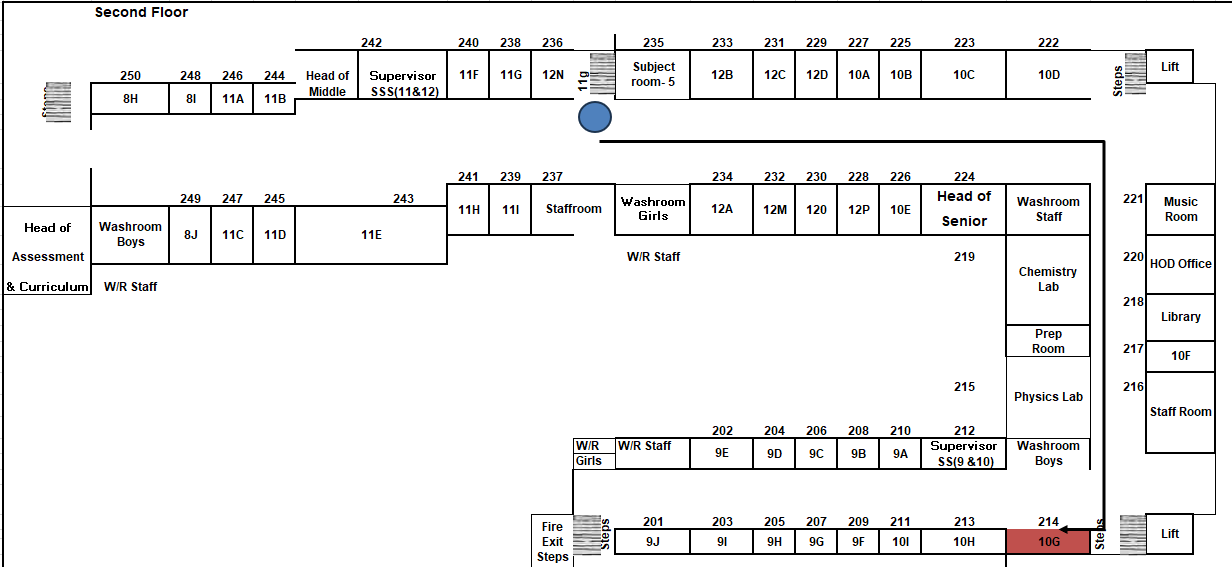 Second Floor
242 240 238 236 235 233 231 229 227 225 223 222
250 248 246 244
Head of
Middle
Supervisor
SSS(11&12)
11F 11G 12N
11g
Subject
room- 5
12B 12C 12D 10A 10B 10C 10D
Steps
Lift
8H 8I 11A 11B
241 239 237 234 232 230 228 226 224
249 247 245 243
221
220
218
217
216
11H 11I Staffroom
Washroom
Girls
12A 12M 120 12P 10E
Head of
Senior
Washroom
Staff
Music
Room
Head of
Assessment
& Curriculum
Washroom
Boys
8J 11C 11D 11E
W/R Staff
W/R Staff
219
Chemistry
Lab
HOD Office
Library
Prep
Room
10F
215
Physics Lab
Staff Room
202 204 206 208 210 212
W/R
Girls
W/R Staff
9E 9D 9C 9B 9A
Supervisor
SS(9 &10)
Washroom
Boys
201 203 205 207 209 211 213 214
Fire
Exit
Steps
Steps
9J 9I 9H 9G 9F 10I 10H 10G
Steps
Lift